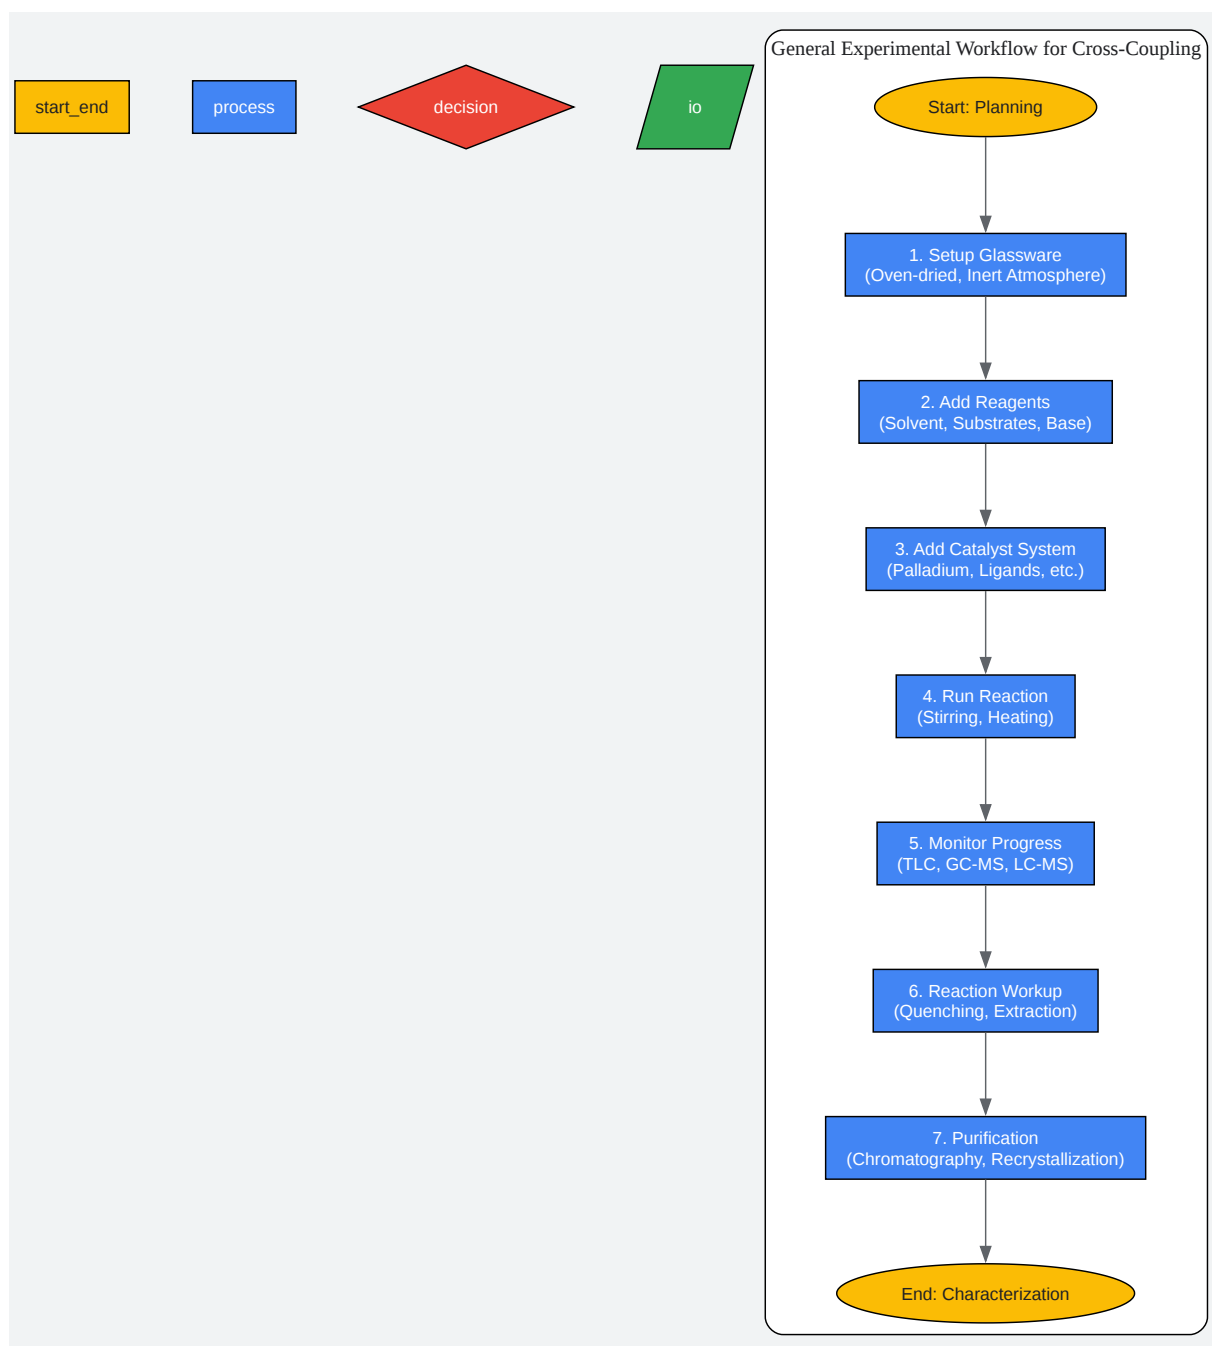 General Experimental Workflow for Cross-Coupling
start_end
process
decision
io
Start: Planning
1. Setup Glassware
(Oven-dried, Inert Atmosphere)
2. Add Reagents
(Solvent, Substrates, Base)
3. Add Catalyst System
(Palladium, Ligands, etc.)
4. Run Reaction
(Stirring, Heating)
5. Monitor Progress
(TLC, GC-MS, LC-MS)
6. Reaction Workup
(Quenching, Extraction)
7. Purification
(Chromatography, Recrystallization)
End: Characterization